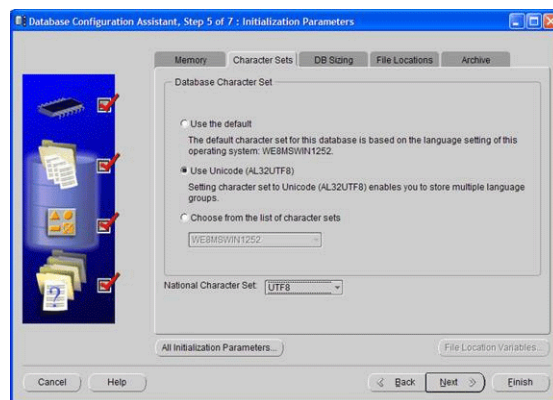 Database Configuration Assistant, Step 5 of 7 : Initialization Parameters
Memory Character Sets DB Sizing File Locations Archive
Database Character Set
Use the default
The default character set for this database is based on the language setting of this
operating system: WE8MSWIN1252.
Use Unicode (AL32UTF8)
Setting character set to Unicode (AL32UTF8) enables you to store multiple language
groups.
Choose from the list of character sets
WE8MSWIN1252
National Character Set: UTF8
All Initialization Parameters... File Location Variables...
Cancel Help Back Next Finish